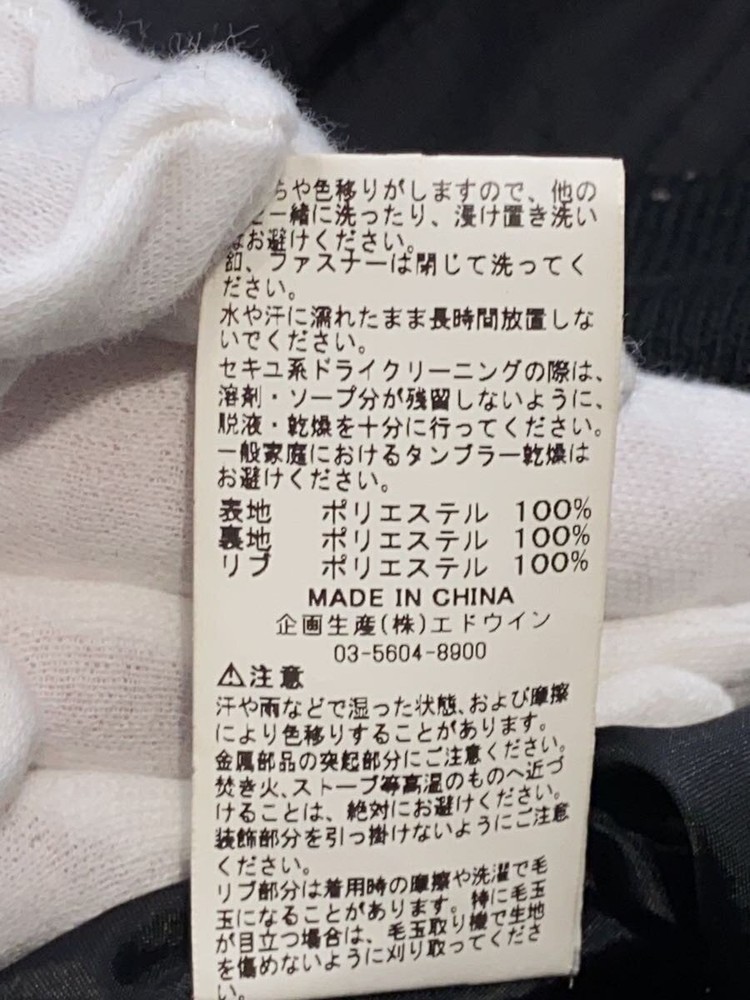 ちや色移りがしますので、他の
と一緒に洗ったり、浸け置き洗い
はお避けください。
釦、ファスナーは閉じて洗ってく
ださい。
水や汗に濡れたまま長時間放置しな
いでください。
セキユ系ドライクリーニングの際は、
溶剤・ソープ分が残留しないように、
脱液・乾燥を十分に行ってください。
一般家庭におけるタンブラー乾燥は
お避けください。
表地 ポリエステル 100%
裏地 ポリエステル 100%
リブ ポリエステル 100%
MADE IN CHINA
企画生産(株)エドウイン
03-5604-8900
⚠注意
汗や雨などで湿った状態、および摩擦
により色移りすることがあります。
金属部品の突起部分にご注意ください。
焚き火、ストーブ等高温のものへ近づ
けることは、絶対にお避けください。
装飾部分を引っ掛けないようにご注意
ください。
リブ部分は着用時の摩擦や洗濯で毛
玉になることがあります。特に毛玉
が目立つ場合は、毛玉取り機で生地
を傷めないように刈り取ってくださ
い。